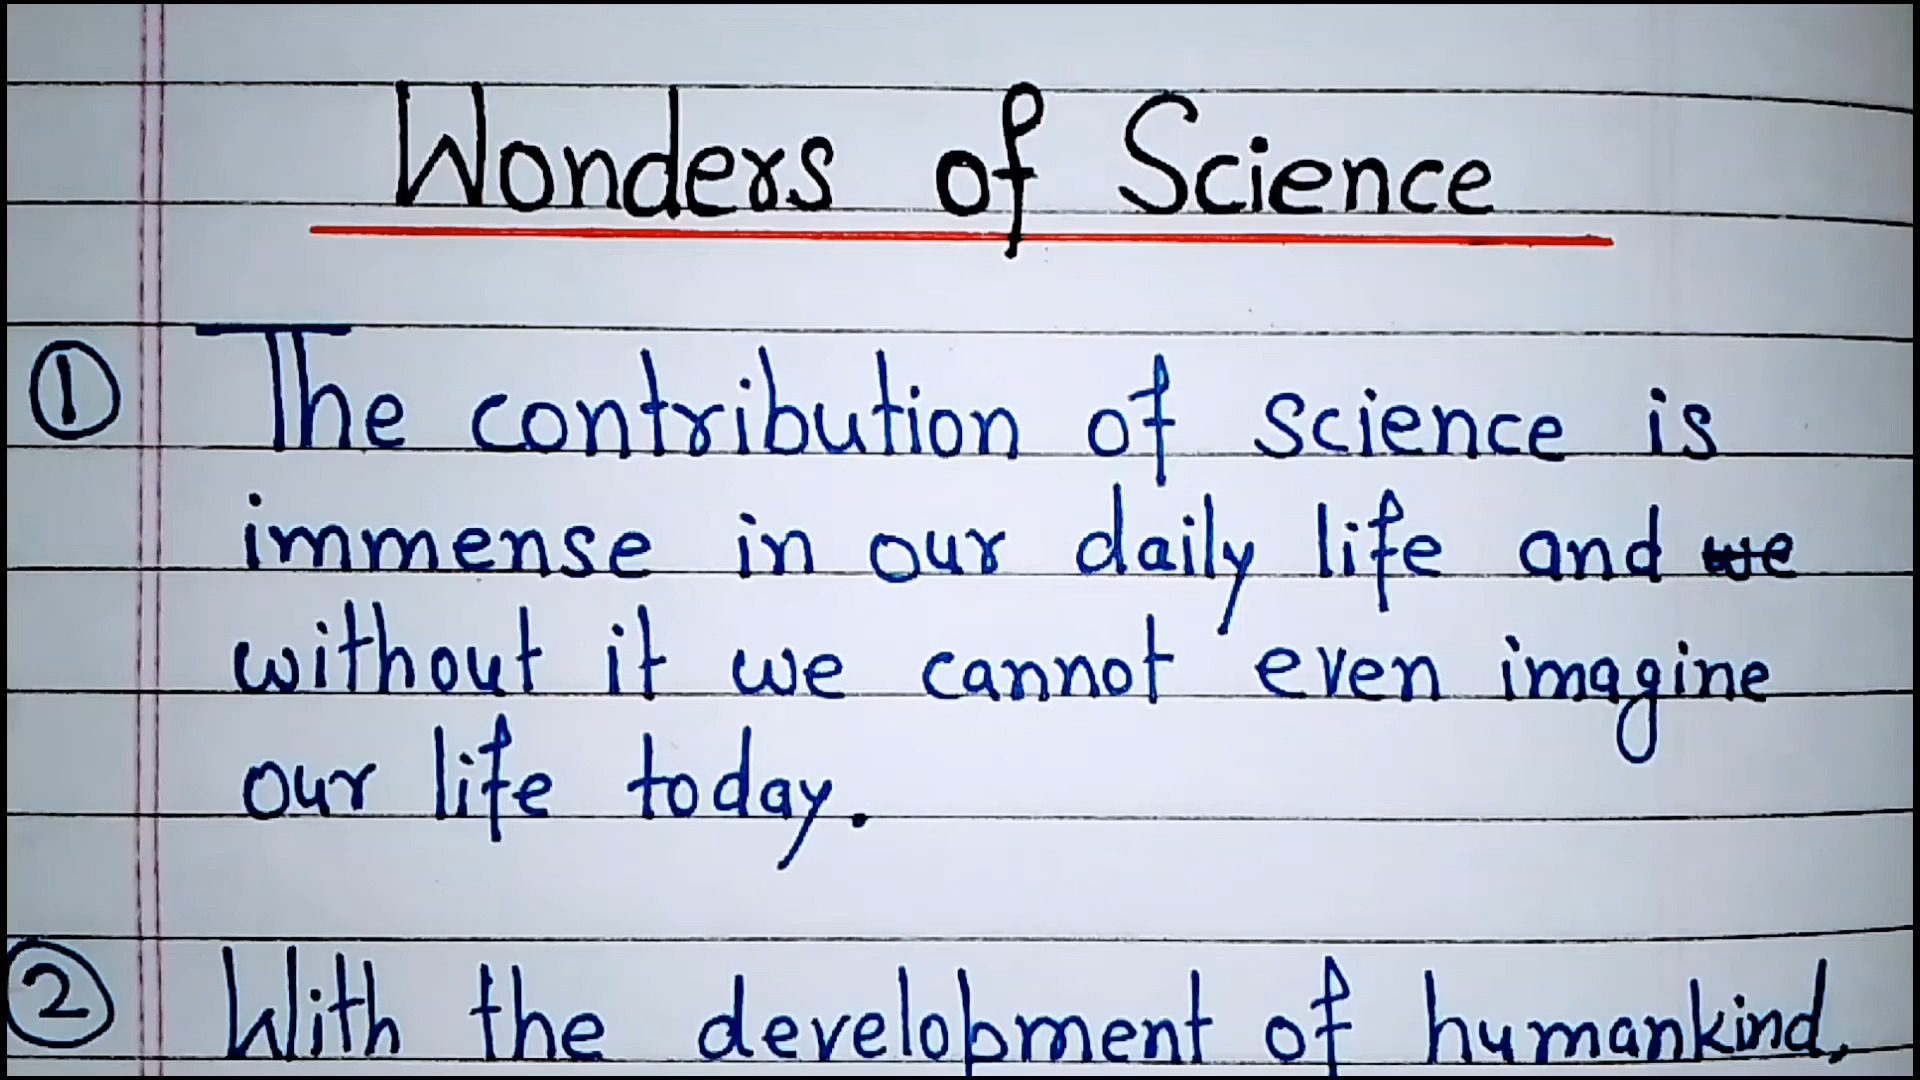 Wonders of Science
① The contribution of science is
immense in our daily life and we
without it we cannot even imagine
our life today.
② With the development of humankind,